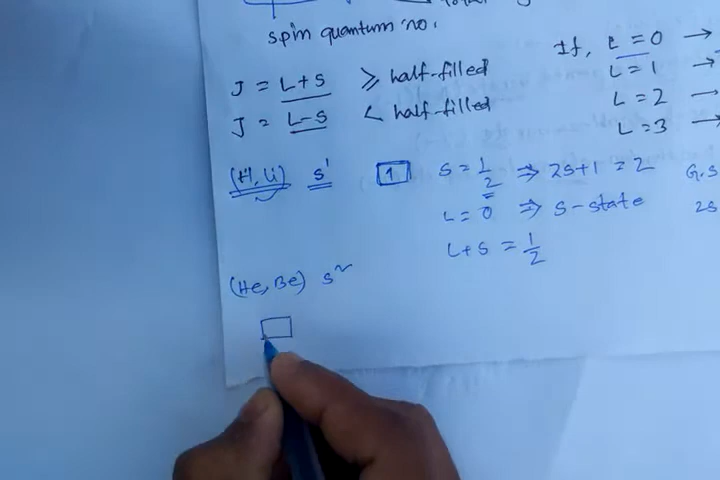 spin quantum no.
J = L+S ⩾ half-filled
J = L-S < half-filled
If, L = 0 →
L = 1 →
L = 2 →
L = 3 →
(H, Li) s¹ 1 S = 1/2 ⇒ 2S+1 = 2 G.S
L = 0 ⇒ S-state 2S
L+S = 1/2
(He, Be) s²